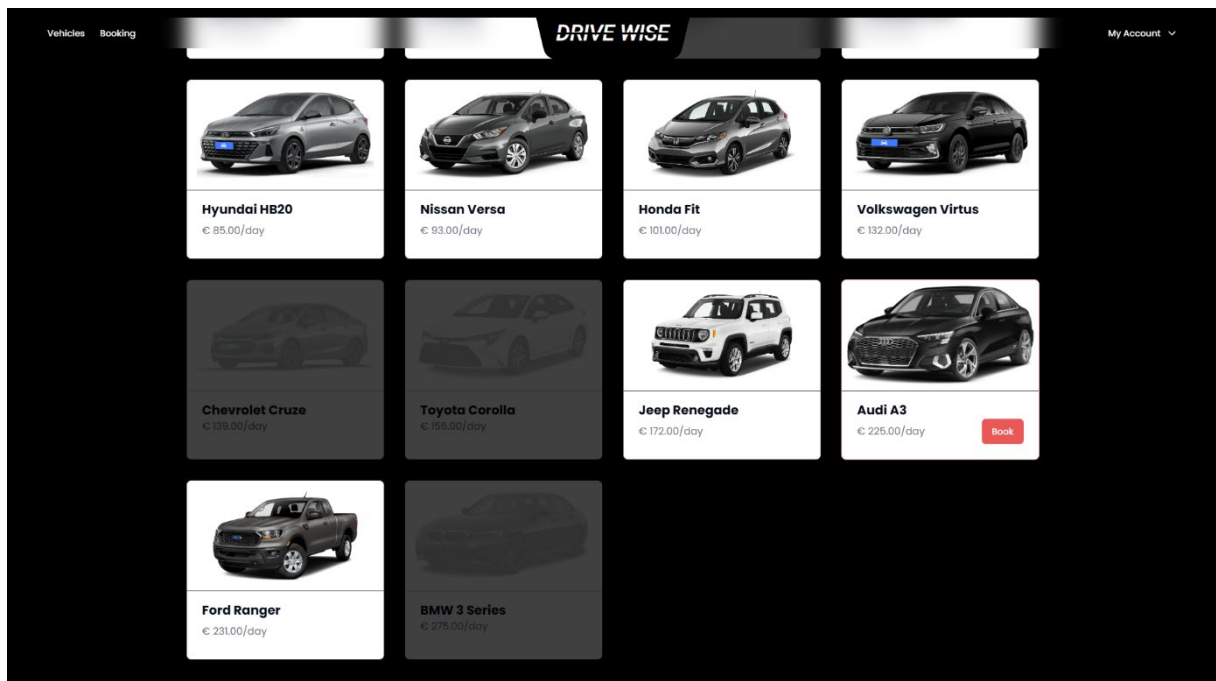 Vehicles
Booking
DRIVE WISE
My Account
Hyundai HB20
€ 85.00/day
Nissan Versa
€ 93.00/day
Honda Fit
€ 101.00/day
Volkswagen Virtus
€ 132.00/day
Chevrolet Cruze
€ 139.00/day
Toyota Corolla
€ 156.00/day
Jeep Renegade
€ 172.00/day
Audi A3
€ 225.00/day
Book
Ford Ranger
€ 231.00/day
BMW 3 Series
€ 275.00/day